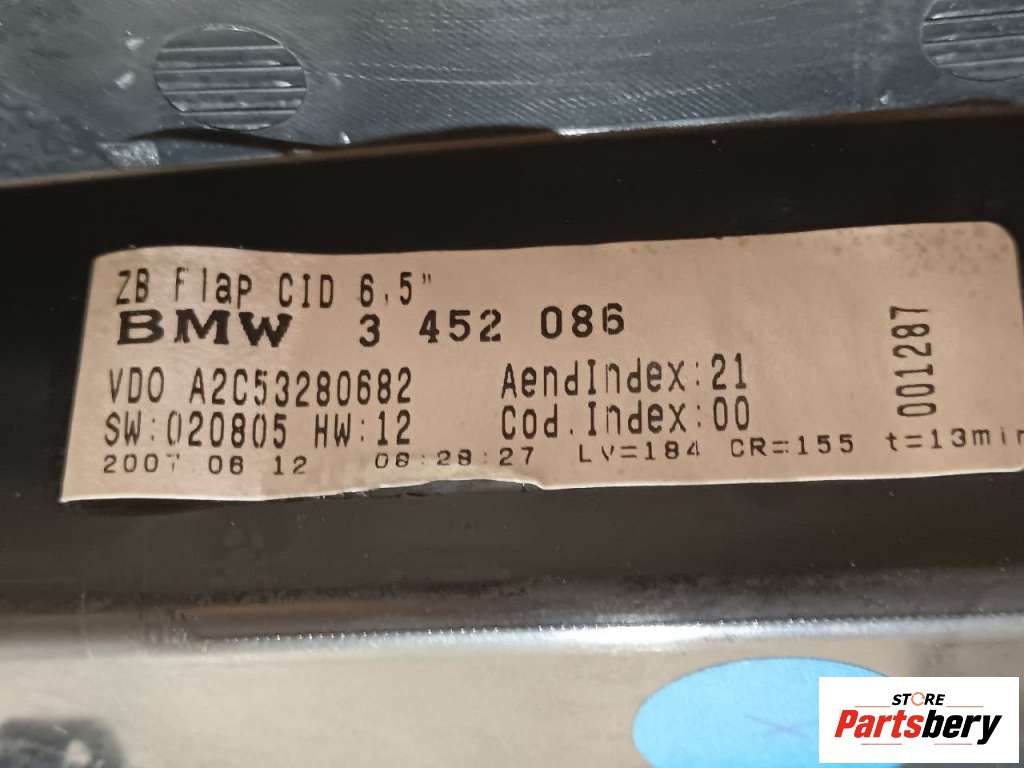 ZB Flap CID 6,5"
BMW 3 452 086
VDO A2C53280682 AendIndex:21
SW:020805 HW:12 Cod.Index:00
2007 06 12 08:28:27 LV=184 CR=155 t=13min
001287
STORE
Partsbery